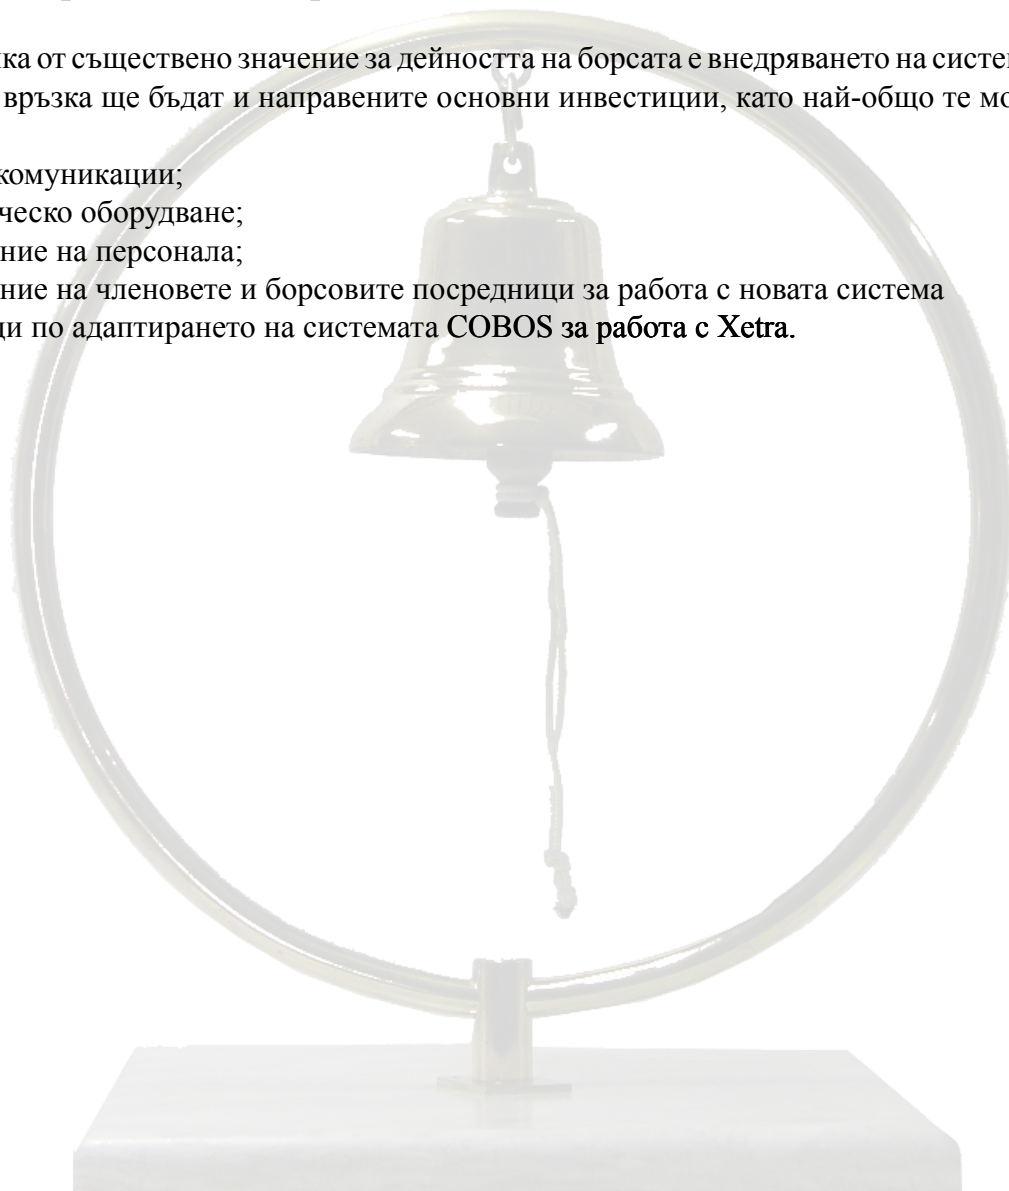 ка от съществено значение за дейността на борсата е внедряването на систем
връзка ще бъдат и направените основни инвестиции, като най-общо те мо
комуникации;
ческо оборудване;
ние на персонала;
ние на членовете и борсовите посредници за работа с новата система
ци по адаптирането на системата COBOS за работа с Xetra.